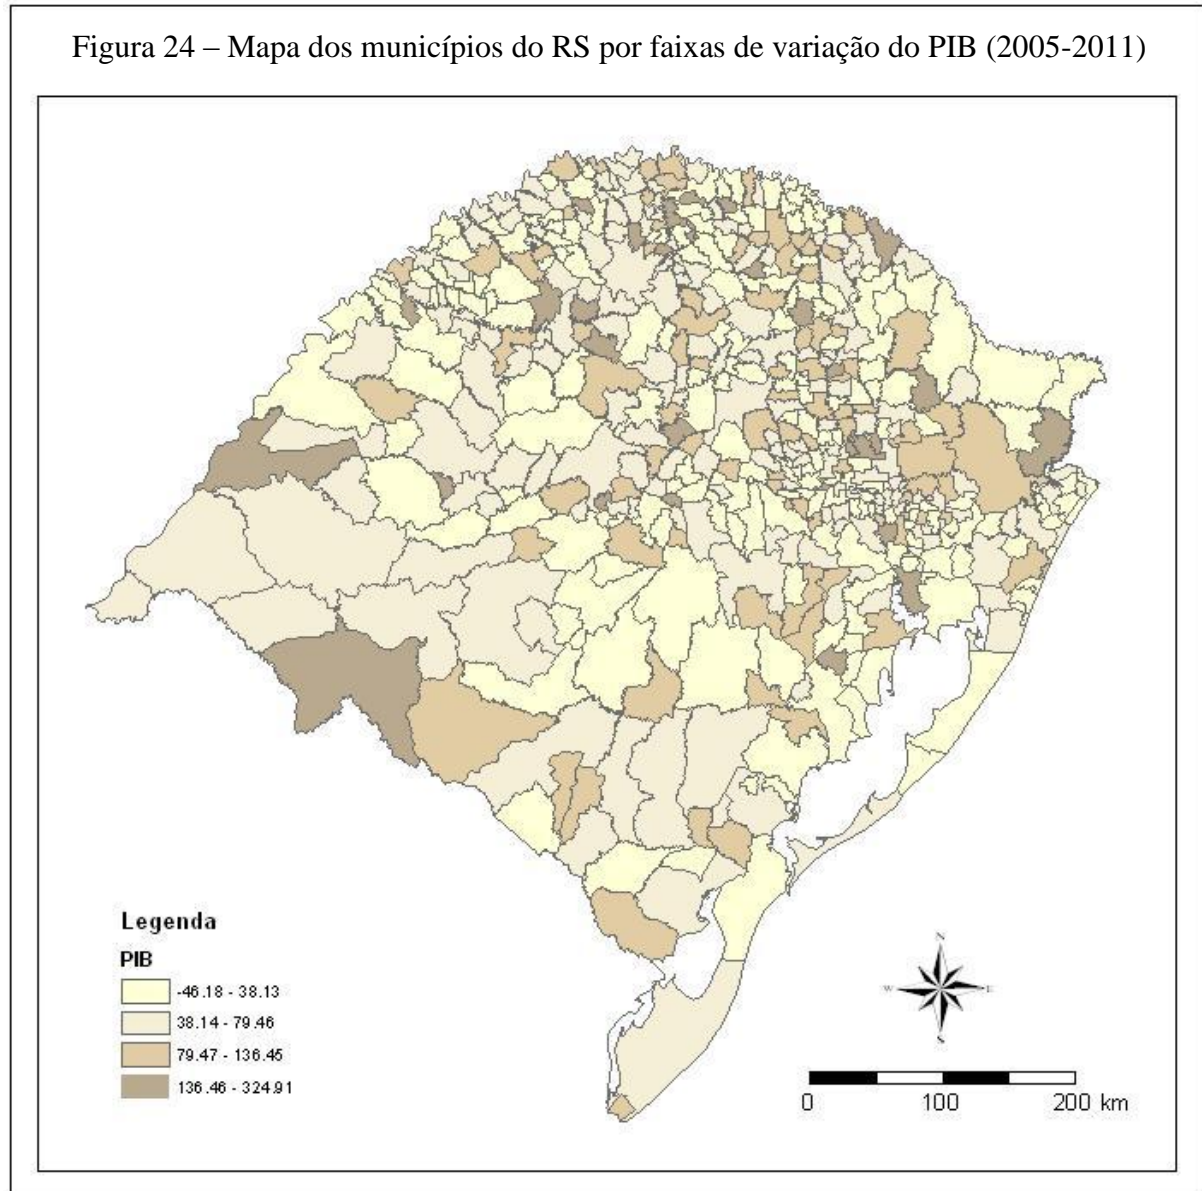 Figura 24 – Mapa dos municípios do RS por faixas de variação do PIB (2005-2011)
Legenda
PIB
-46.18 - 38.13
38.14 - 79.46
79.47 - 136.45
136.46 - 324.91
N
W E
S
0 100 200 km